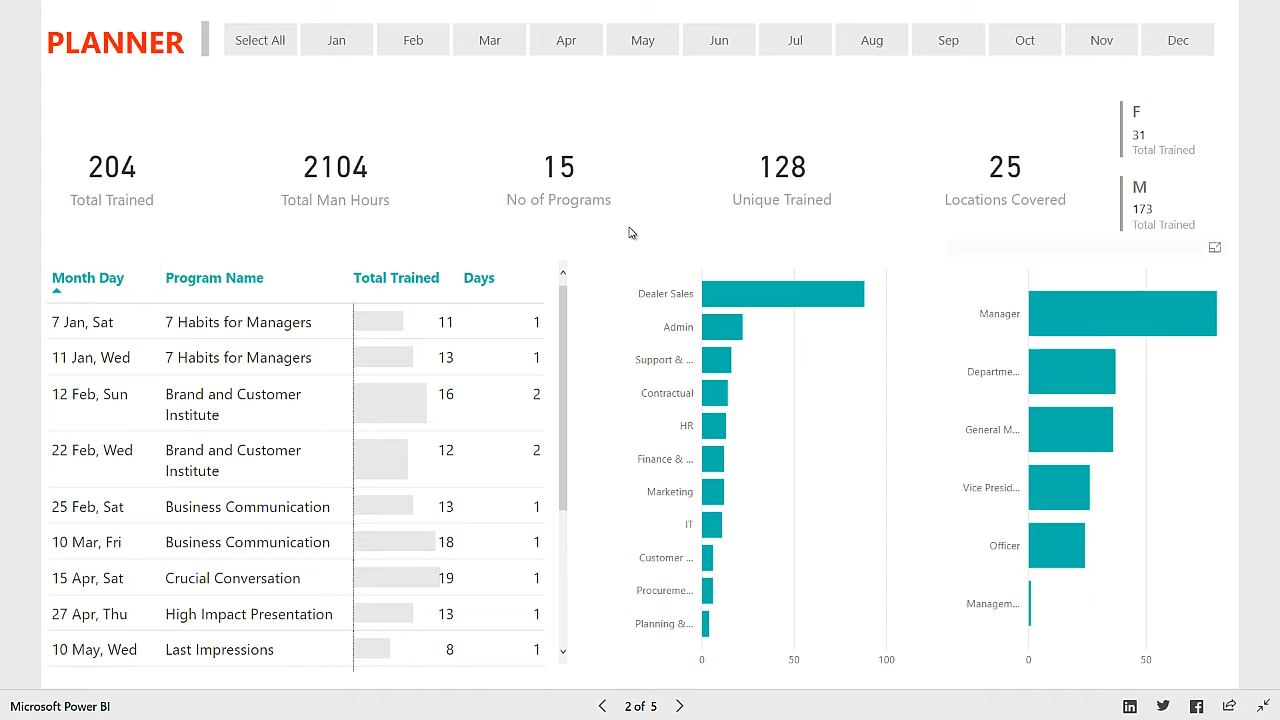 PLANNER
Select All Jan Feb Mar Apr May Jun Jul Aug Sep Oct Nov Dec
204
Total Trained
2104
Total Man Hours
15
No of Programs
128
Unique Trained
25
Locations Covered
F
31
Total Trained
M
173
Total Trained
Month Day Program Name Total Trained Days
7 Jan, Sat 7 Habits for Managers 11 1
11 Jan, Wed 7 Habits for Managers 13 1
12 Feb, Sun Brand and Customer 16 2
Institute
22 Feb, Wed Brand and Customer 12 2
Institute
25 Feb, Sat Business Communication 13 1
10 Mar, Fri Business Communication 18 1
15 Apr, Sat Crucial Conversation 19 1
27 Apr, Thu High Impact Presentation 13 1
10 May, Wed Last Impressions 8 1
Dealer Sales
Admin
Support & ...
Contractual
HR
Finance & ...
Marketing
IT
Customer ...
Procureme...
Planning &...
0 50 100
Manager
Departme...
General M...
Vice Presid...
Officer
Managem...
0 50
Microsoft Power BI
2 of 5